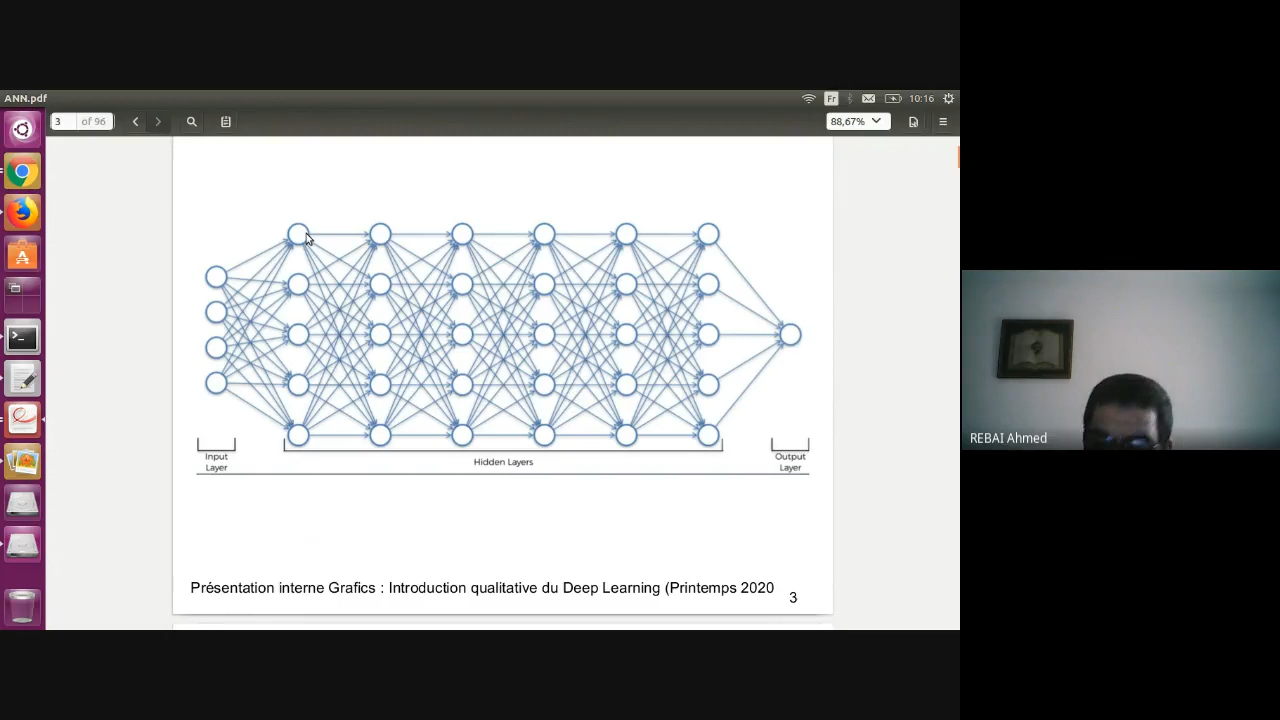 ANN.pdf
Fr
10:16
3
of 96
88,67%
Input
Layer
Hidden Layers
Output
Layer
Présentation interne Grafics : Introduction qualitative du Deep Learning (Printemps 2020
3
REBAI Ahmed